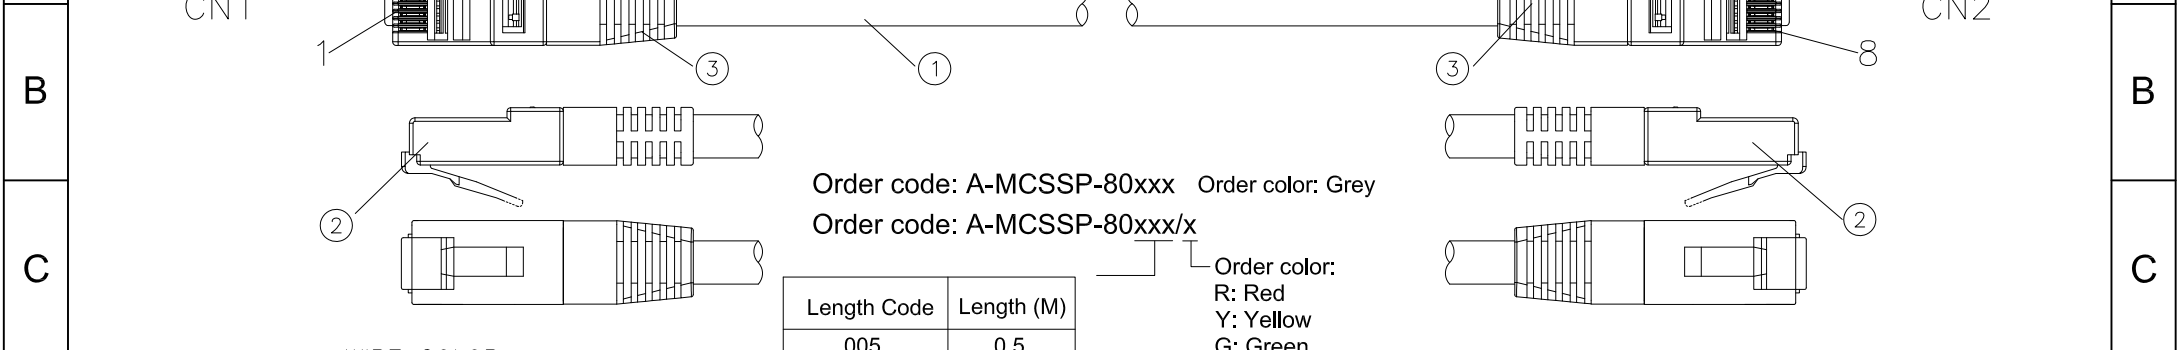 CN1
CN2
1
3
1
3
8
B
B
2
Order code: A-MCSSP-80xxx Order color: Grey
2
Order code: A-MCSSP-80xxx/x
C
C
Order color:
Length Code Length (M)
R: Red
Y: Yellow
005 0.5
G: Green